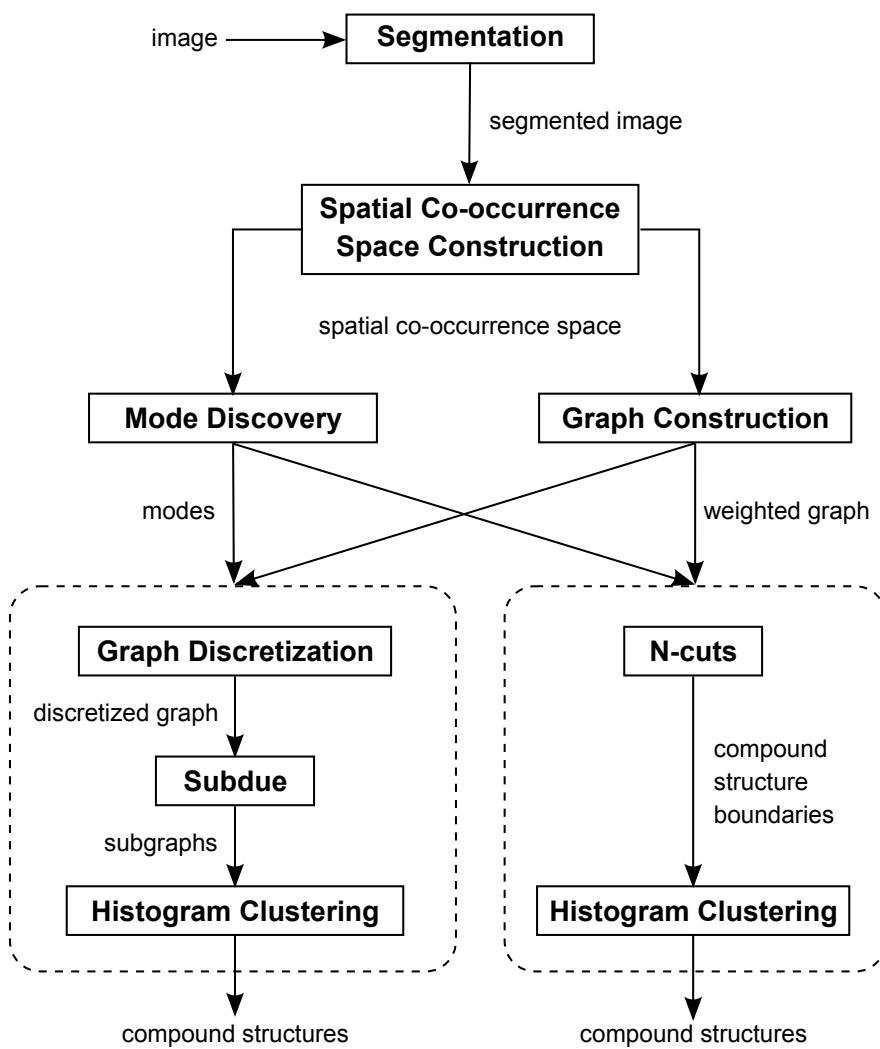 image
Segmentation
segmented image
Spatial Co-occurrence
Space Construction
spatial co-occurrence space
Mode Discovery
Graph Construction
modes
weighted graph
Graph Discretization
discretized graph
Subdue
subgraphs
Histogram Clustering
compound structures
N-cuts
compound
structure
boundaries
Histogram Clustering
compound structures